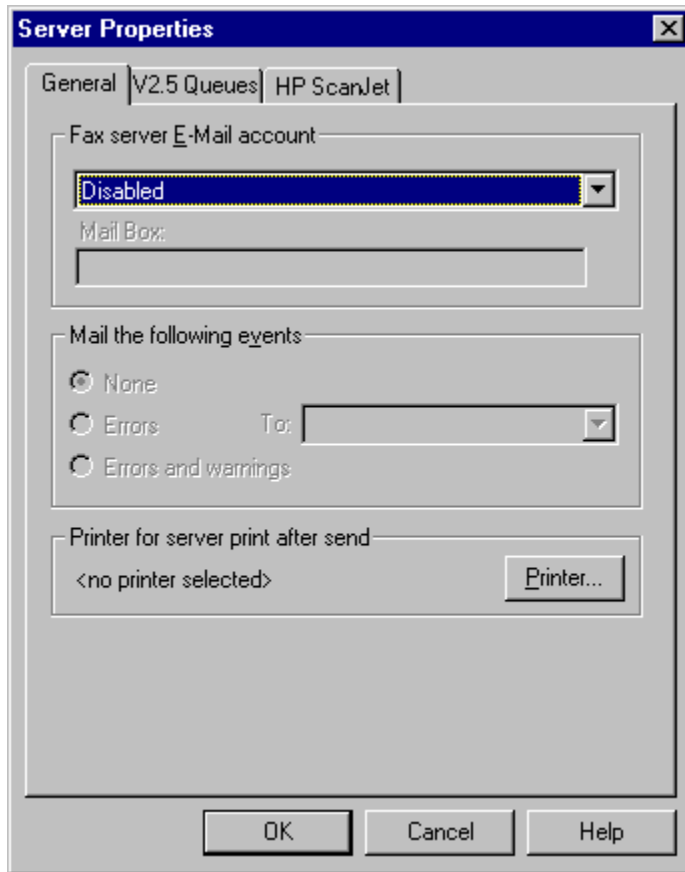 Server Properties
General V2.5 Queues HP ScanJet
Fax server E-Mail account
Disabled
Mail Box:
Mail the following events
None
Errors To:
Errors and warnings
Printer for server print after send
<no printer selected> Printer...
OK Cancel Help